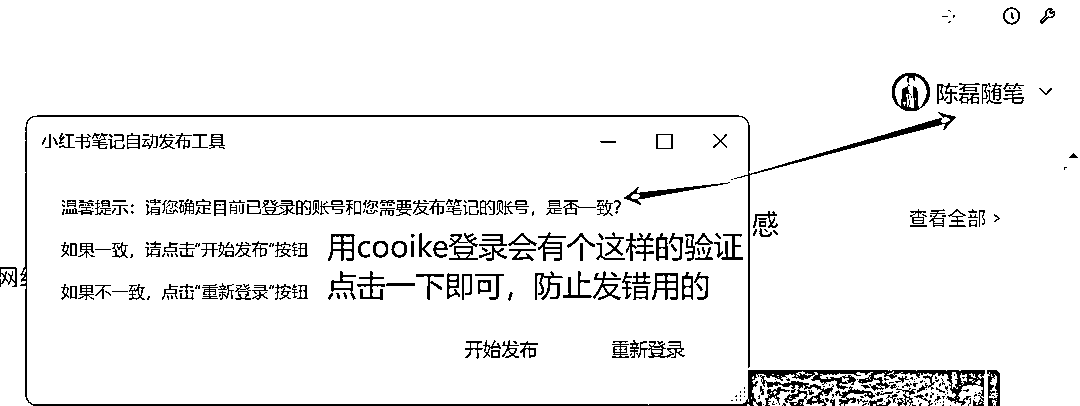 陈磊随笔
小红书笔记自动发布工具
温馨提示：请您确定目前已登录的账号和您需要发布笔记的账号，是否一致？
感
查看全部 >
如果一致，请点击“开始发布”按钮
用cooike登录会有个这样的验证
如果不一致，点击“重新登录”按钮
点击一下即可，防止发错用的
开始发布
重新登录